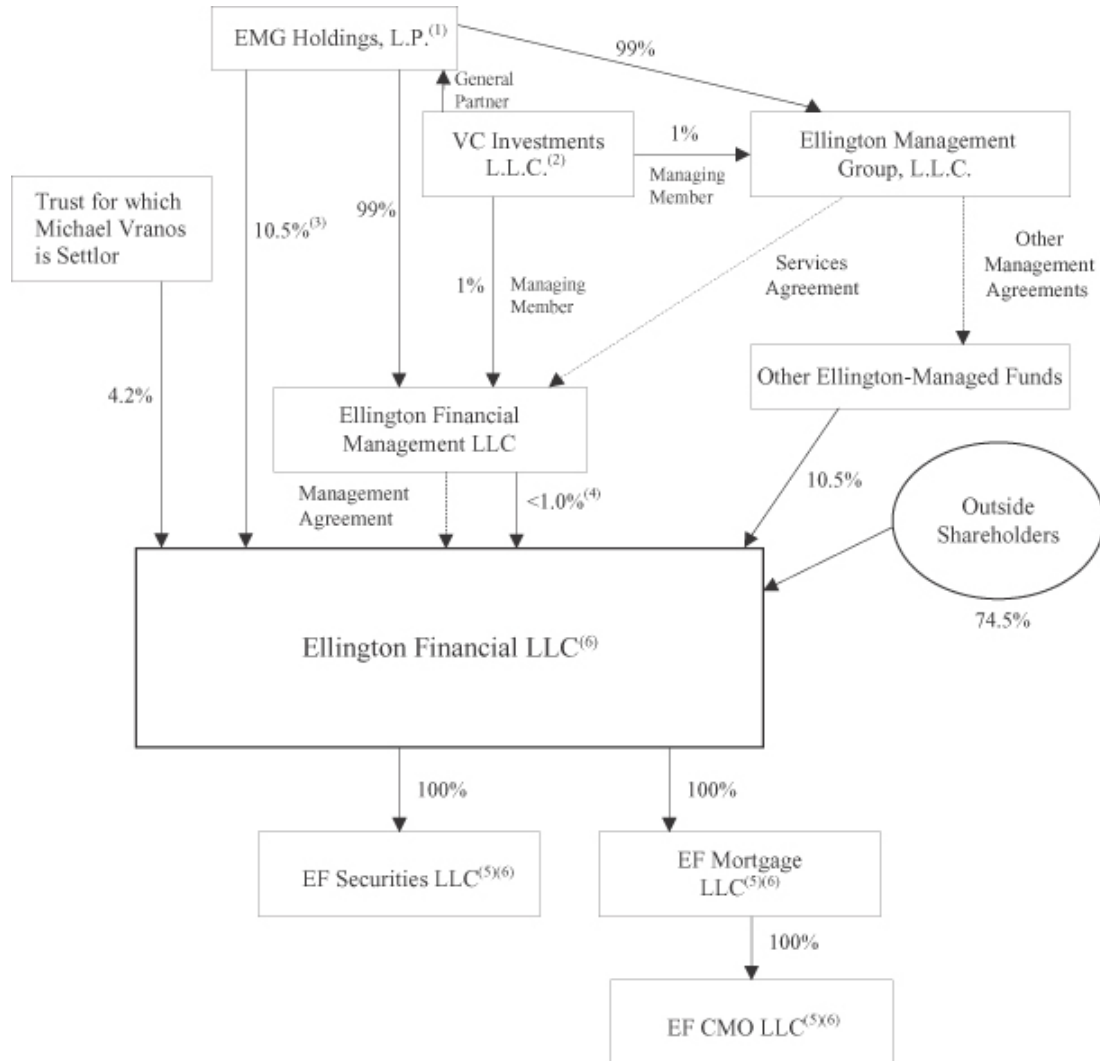 EMG Holdings, L.P.(1)
99%
General
Partner
VC Investments
L.L.C.(2)
1%
Managing
Member
Ellington Management
Group, L.L.C.
Trust for which
Michael Vranos
is Settlor
10.5%(3)
99%
1%
Managing
Member
Services
Agreement
Other
Management
Agreements
4.2%
Other Ellington-Managed Funds
Ellington Financial
Management LLC
Management
Agreement
<1.0%(4)
10.5%
Outside
Shareholders
74.5%
Ellington Financial LLC(6)
100%
100%
EF Securities LLC(5)(6)
EF Mortgage
LLC(5)(6)
100%
EF CMO LLC(5)(6)